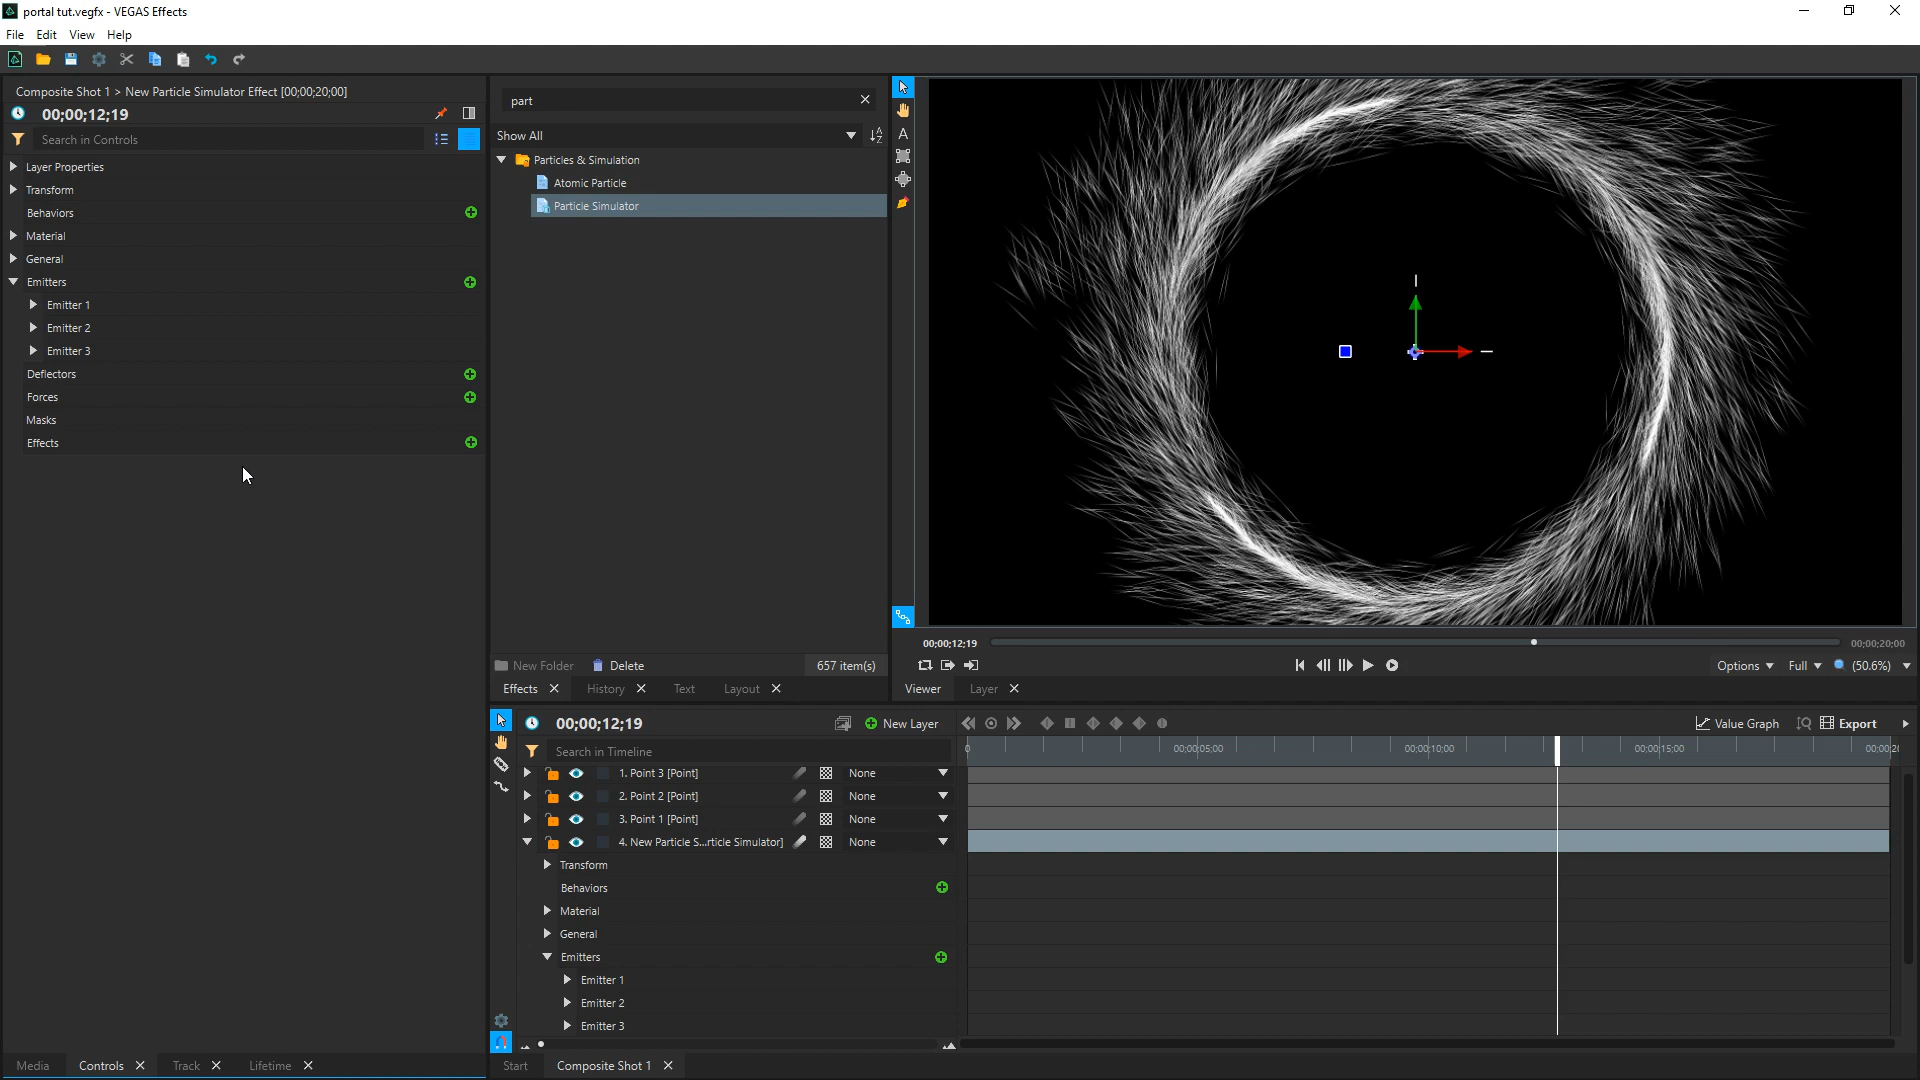 portal tut.vegfx - VEGAS Effects
File Edit View Help
Composite Shot 1 > New Particle Simulator Effect [00;00;20;00]
00;00;12;19
Search in Controls
Layer Properties
Transform
Behaviors
Material
General
Emitters
Emitter 1
Emitter 2
Emitter 3
Deflectors
Forces
Masks
Effects
Media Controls Track Lifetime
part
Show All
Particles & Simulation
Atomic Particle
Particle Simulator
New Folder Delete 657 item(s)
Effects History Text Layout
A
00;00;12;19 00;00;20;00
Options Full (50.6%)
Viewer Layer
00;00;12;19 New Layer Value Graph Export
Search in Timeline
0 00;00;05;00 00;00;10;00 00;00;15;00 00;00;20
1. Point 3 [Point] None
2. Point 2 [Point] None
3. Point 1 [Point] None
4. New Particle S...rticle Simulator] None
Transform
Behaviors
Material
General
Emitters
Emitter 1
Emitter 2
Emitter 3
Start Composite Shot 1